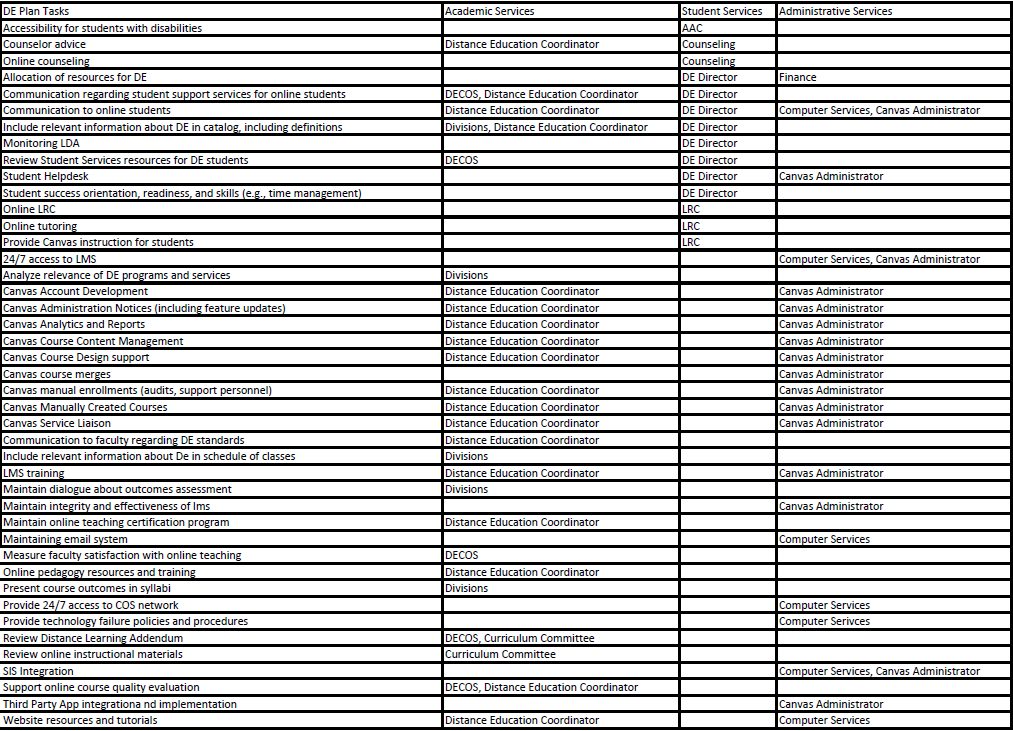 DE Plan Tasks Academic Services Student Services Administrative Services
Accessibility for students with disabilities AAC
Counselor advice Distance Education Coordinator Counseling
Online counseling Counseling
Allocation of resources for DE DE Director Finance
Communication regarding student support services for online students DECOS, Distance Education Coordinator DE Director
Communication to online students Distance Education Coordinator DE Director Computer Services, Canvas Administrator
Include relevant information about DE in catalog, including definitions Divisions, Distance Education Coordinator DE Director
Monitoring LDA DE Director
Review Student Services resources for DE students DECOS DE Director
Student Helpdesk DE Director Canvas Administrator
Student success orientation, readiness, and skills (e.g., time management) DE Director
Online LRC LRC
Online tutoring LRC
Provide Canvas instruction for students LRC
24/7 access to LMS Computer Services, Canvas Administrator
Analyze relevance of DE programs and services Divisions
Canvas Account Development Distance Education Coordinator Canvas Administrator
Canvas Administration Notices (including feature updates) Distance Education Coordinator Canvas Administrator
Canvas Analytics and Reports Distance Education Coordinator Canvas Administrator
Canvas Course Content Management Distance Education Coordinator Canvas Administrator
Canvas Course Design support Distance Education Coordinator Canvas Administrator
Canvas course merges Canvas Administrator
Canvas manual enrollments (audits, support personnel) Distance Education Coordinator Canvas Administrator
Canvas Manually Created Courses Distance Education Coordinator Canvas Administrator
Canvas Service Liaison Distance Education Coordinator Canvas Administrator
Communication to faculty regarding DE standards Distance Education Coordinator
Include relevant information about De in schedule of classes Divisions
LMS training Distance Education Coordinator Canvas Administrator
Maintain dialogue about outcomes assessment Divisions
Maintain integrity and effectiveness of lms Canvas Administrator
Maintain online teaching certification program Distance Education Coordinator
Maintaining email system Computer Services
Measure faculty satisfaction with online teaching DECOS
Online pedagogy resources and training Distance Education Coordinator
Present course outcomes in syllabi Divisions
Provide 24/7 access to COS network Computer Serivces
Provide technology failure policies and procedures Computer Serivces
Review Distance Learning Addendum DECOS, Curriculum Committee
Review online instructional materials Curriculum Committee
SIS Integration Computer Services, Canvas Administrator
Support online course quality evaluation DECOS, Distance Education Coordinator
Third Party App integrationa nd implementation Canvas Administrator
Website resources and tutorials Distance Education Coordinator Computer Services